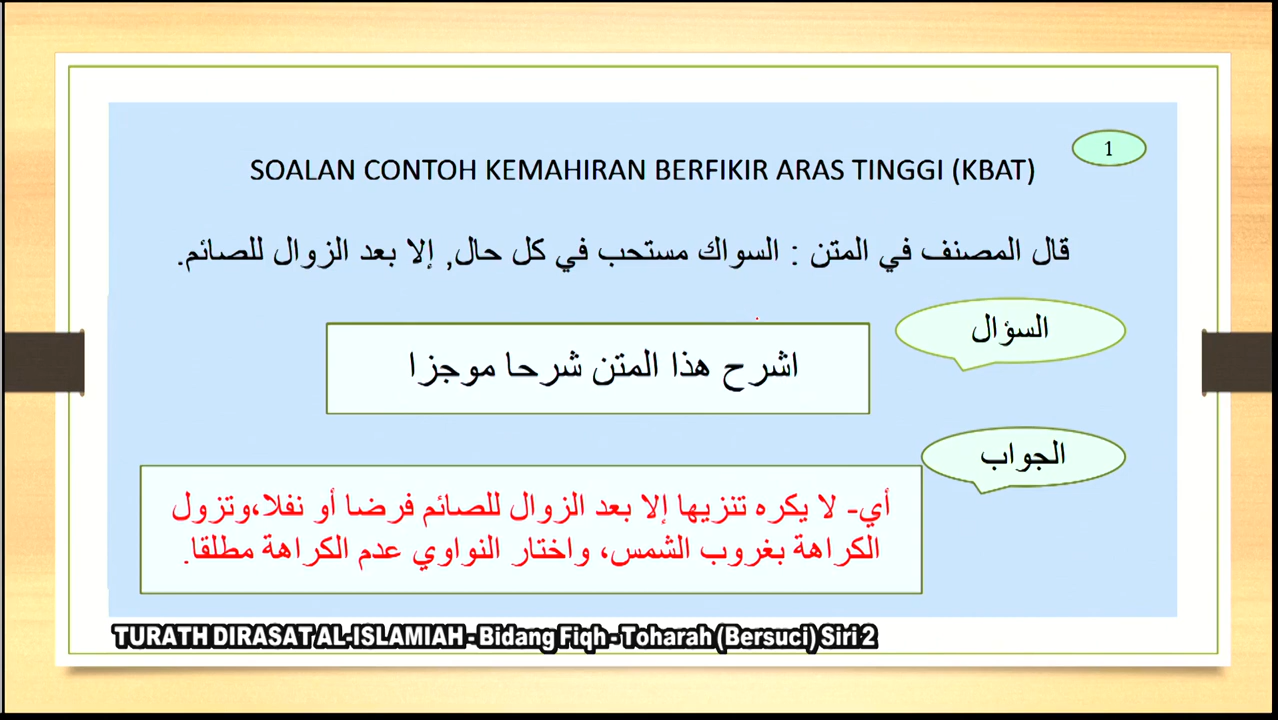 1
SOALAN CONTOH KEMAHIRAN BERFIKIR ARAS TINGGI (KBAT)
قال المصنف في المتن : السواك مستحب في كل حال, إلا بعد الزوال للصائم.
السؤال
اشرح هذا المتن شرحا موجزا
الجواب
أي- لا يكره تنزيها إلا بعد الزوال للصائم فرضا أو نفلا،وتزول
الكراهة بغروب الشمس، واختار النواوي عدم الكراهة مطلقا.
TURATH DIRASAT AL-ISLAMIAH - Bidang Fiqh - Toharah (Bersuci) Siri 2